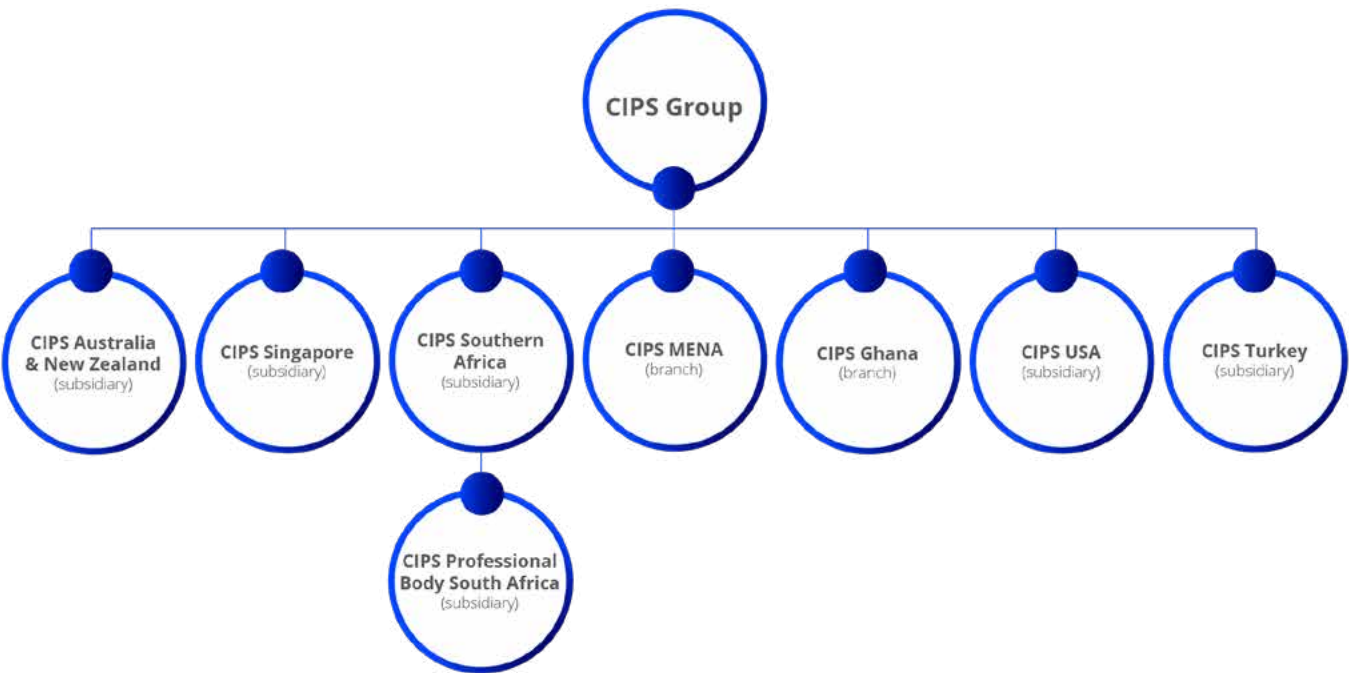 CIPS Group
CIPS Australia
& New Zealand
(subsidiary)
CIPS Singapore
(subsidiary)
CIPS Southern
Africa
(subsidiary)
CIPS MENA
(branch)
CIPS Ghana
(branch)
CIPS USA
(subsidiary)
CIPS Turkey
(subsidiary)
CIPS Professional
Body South Africa
(subsidiary)